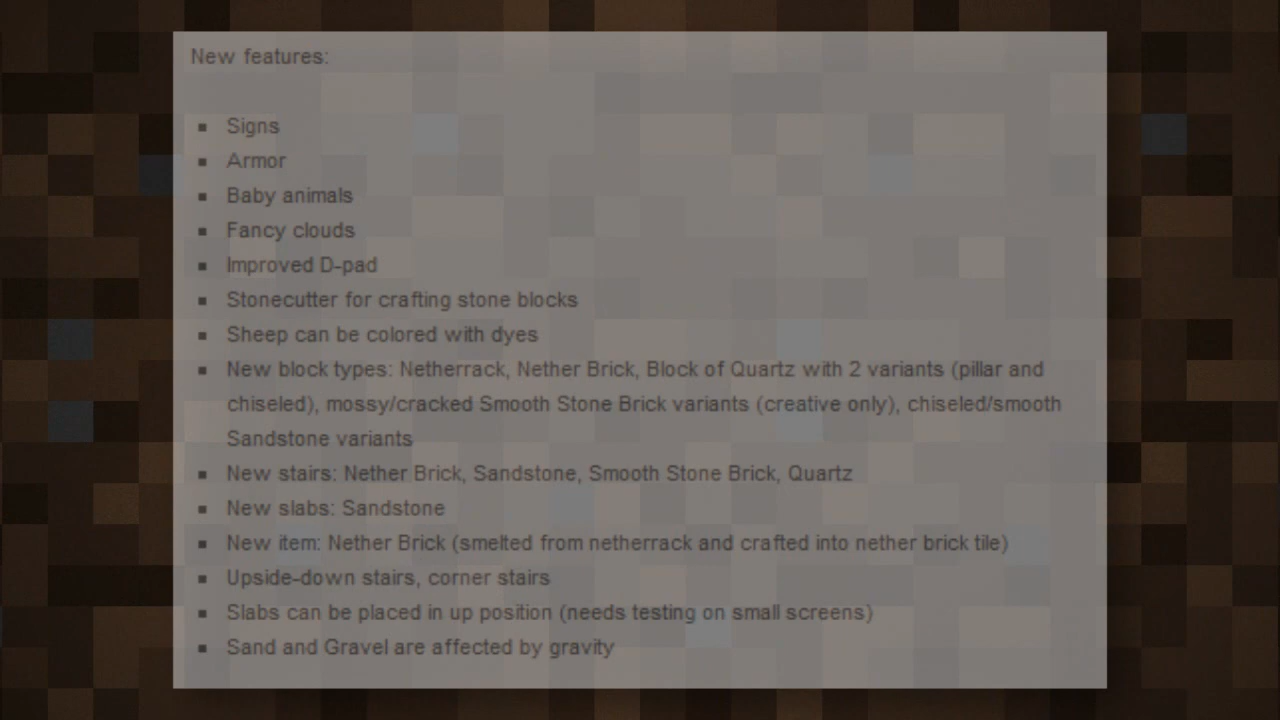 New features:
Signs
Armor
Baby animals
Fancy clouds
Improved D-pad
Stonecutter for crafting stone blocks
Sheep can be colored with dyes
New block types: Netherrack, Nether Brick, Block of Quartz with 2 variants (pillar and
chiseled), mossy/cracked Smooth Stone Brick variants (creative only), chiseled/smooth
Sandstone variants
New stairs: Nether Brick, Sandstone, Smooth Stone Brick, Quartz
New slabs: Sandstone
New item: Nether Brick (smelted from netherrack and crafted into nether brick tile)
Upside-down stairs, corner stairs
Slabs can be placed in up position (needs testing on small screens)
Sand and Gravel are affected by gravity